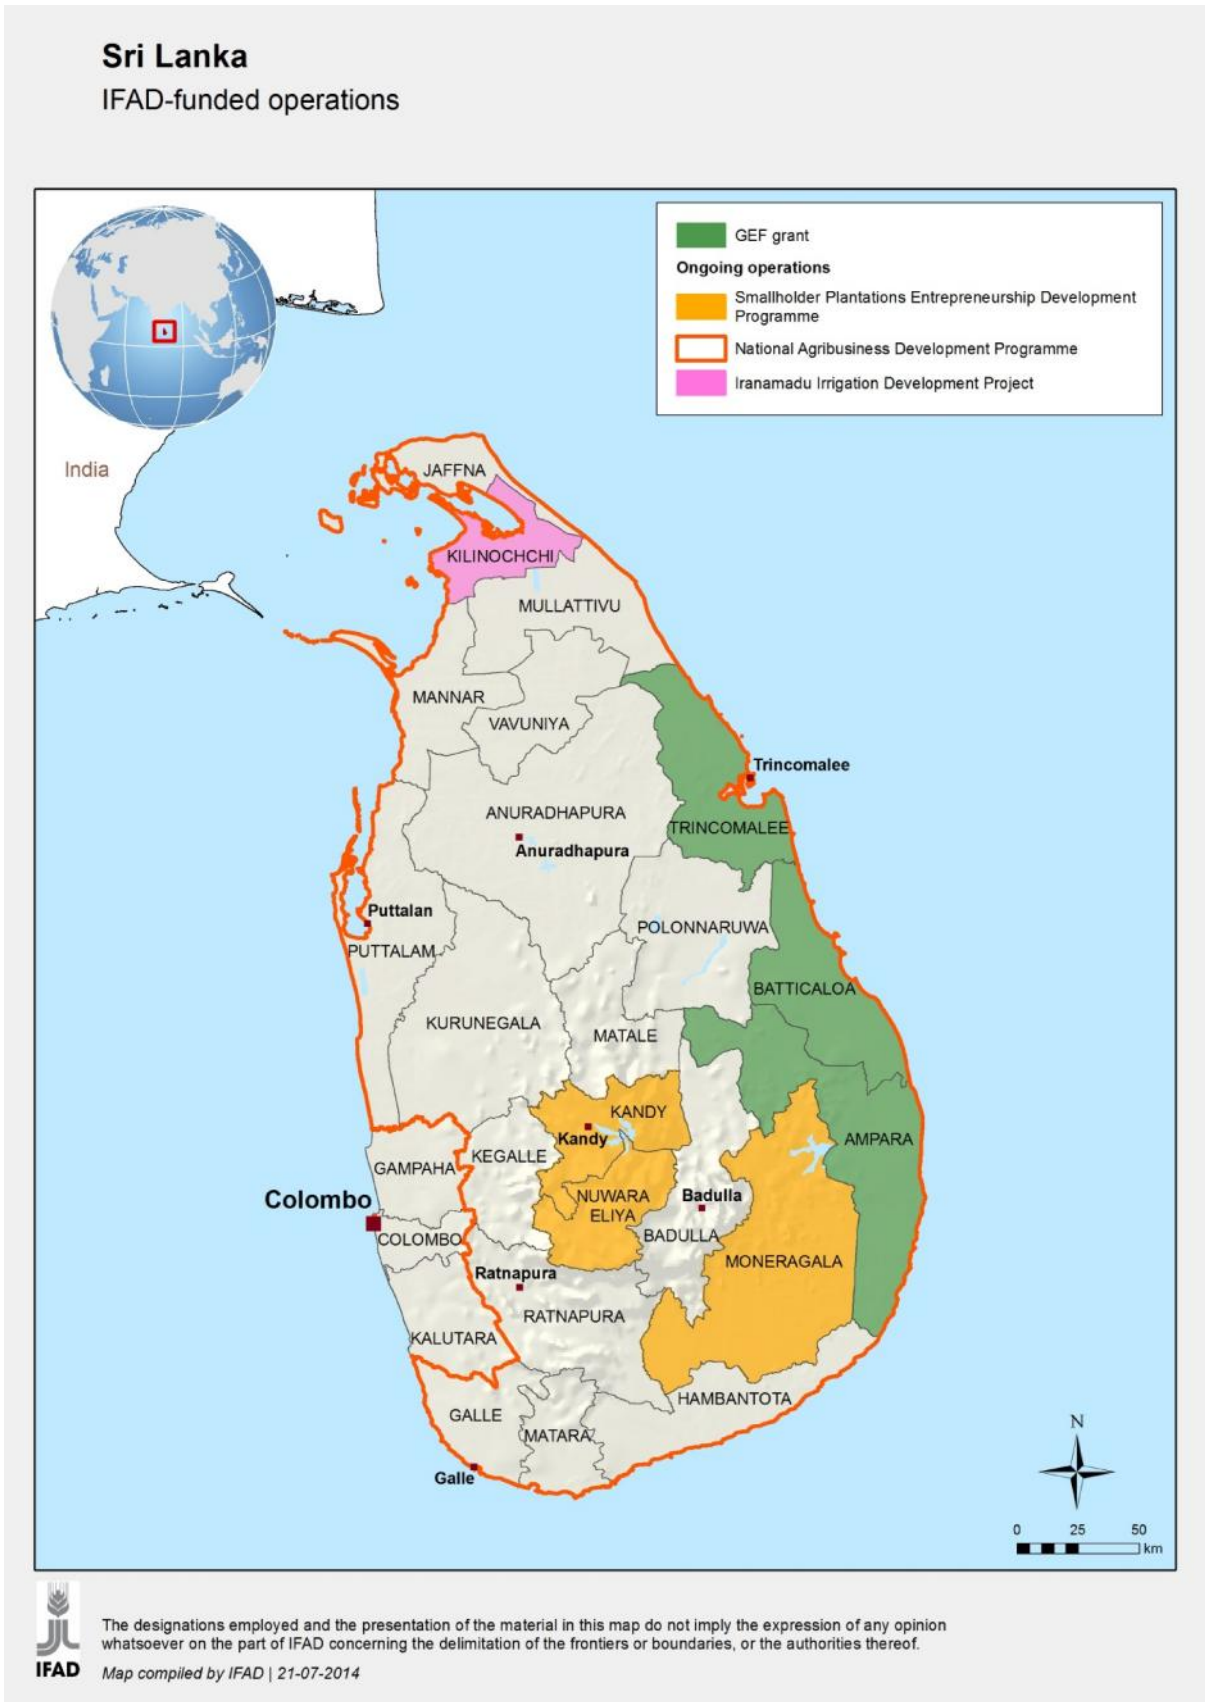 Sri Lanka
IFAD-funded operations
GEF grant
Ongoing operations
Smallholder Plantations Entrepreneurship Development
Programme
National Agribusiness Development Programme
Iranamadu Irrigation Development Project
India
JAFFNA
KILINOCHCHI
MULLATTIVU
MANNAR
VAVUNIYA
Trincomalee
ANURADHAPURA
TRINCOMALEE
Anuradhapura
Puttalan
POLONNARUWA
PUTTALAM
BATTICALOA
KURUNEGALA
MATALE
KANDY
Kandy
AMPARA
KEGALLE
GAMPAHA
NUWARA
ELIYA
Badulla
Colombo
BADULLA
COLOMBO
MONERAGALA
Ratnapura
RATNAPURA
KALUTARA
HAMBANTOTA
GALLE
MATARA
Galle
N
0 25 50
km
IFAD
The designations employed and the presentation of the material in this map do not imply the expression of any opinion
whatsoever on the part of IFAD concerning the delimitation of the frontiers or boundaries, or the authorities thereof.
Map compiled by IFAD | 21-07-2014